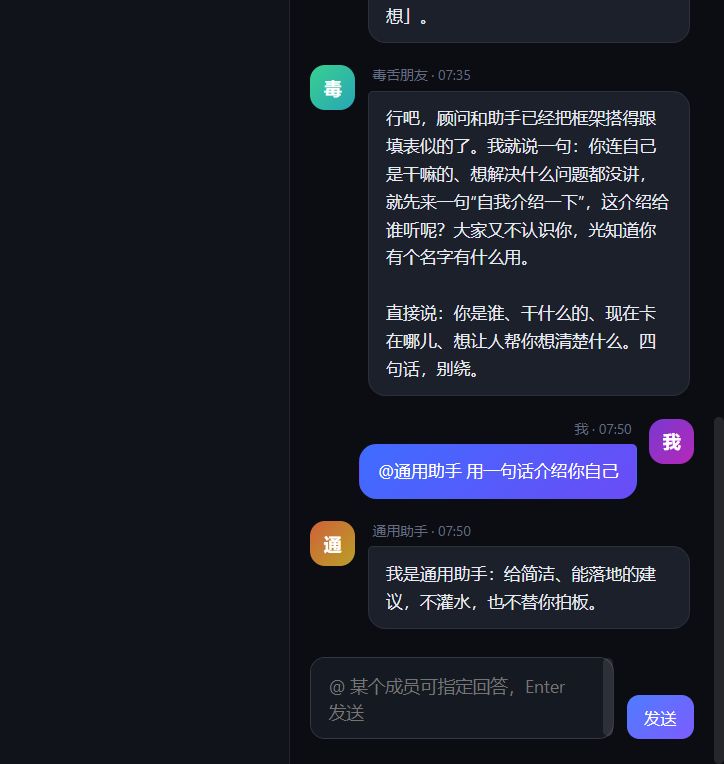 想」。
毒舌朋友 · 07:35
毒
行吧，顾问和助手已经把框架搭得跟
填表似的了。我就说一句：你连自己
是干嘛的、想解决什么问题都没讲，
就先来一句“自我介绍一下”，这介绍给
谁听呢？大家又不认识你，光知道你
有个名字有什么用。
直接说：你是谁、干什么的、现在卡
在哪儿、想让人帮你想清楚什么。四
句话，别绕。
我 · 07:50
我
@通用助手 用一句话介绍你自己
通用助手 · 07:50
通
我是通用助手：给简洁、能落地的建
议，不灌水，也不替你拍板。
@ 某个成员可指定回答，Enter
发送
发送